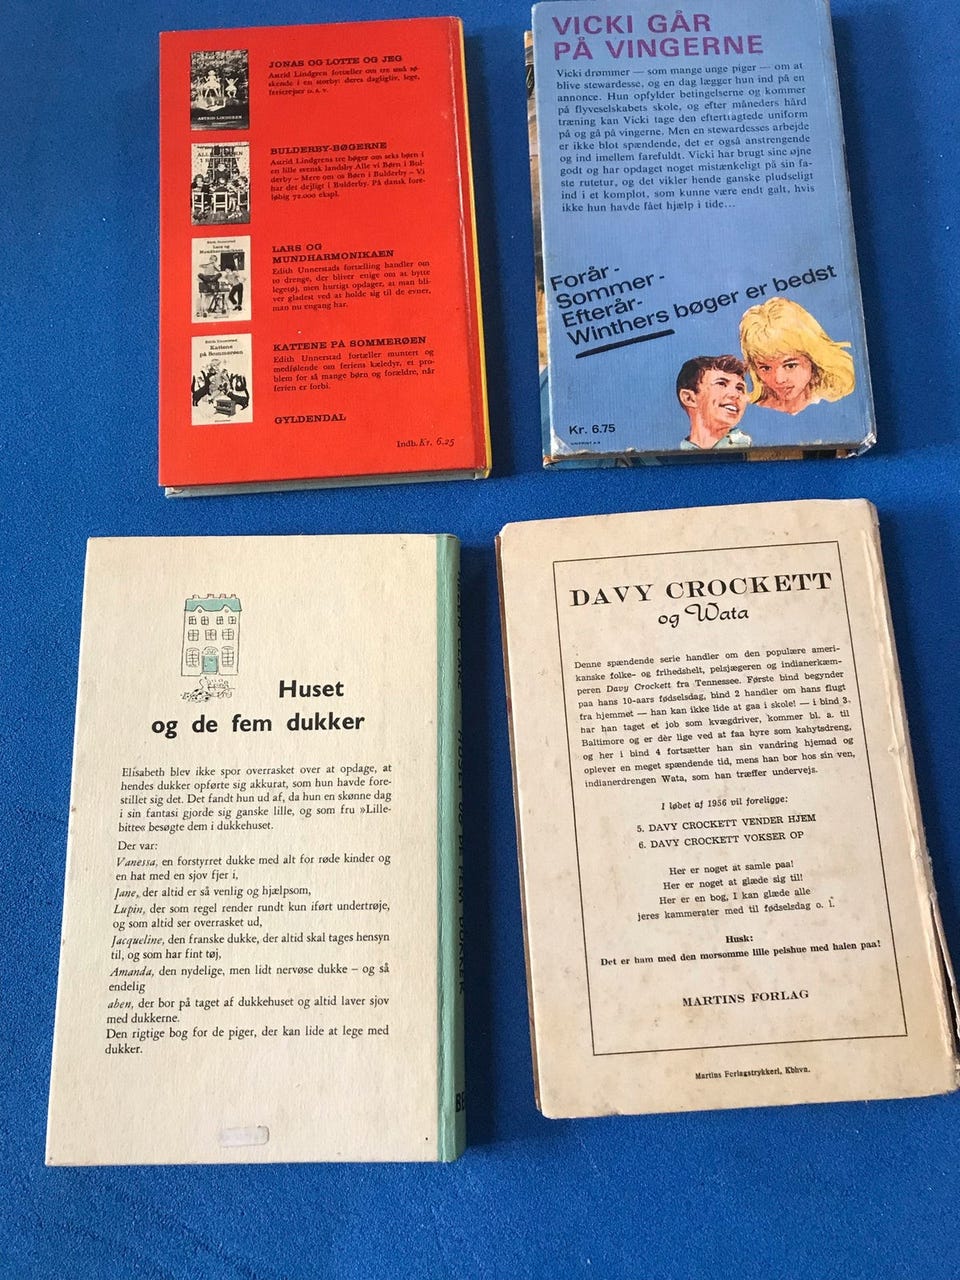 JONAS OG LOTTE OG JEG
Astrid Lindgren fortæller om tre små sø-
skende i en storby: deres dagligliv, lege,
ferierejser o. s. v.
ASTRID LINDGREN
BULDERBY-BØGERNE
Astrid Lindgrens tre bøger om seks børn i
en lille svensk landsby Alle vi Børn i Bul-
derby – Mere om os Børn i Bulderby – Vi
har det dejligt i Bulderby. På dansk fore-
løbig 72.000 ekspl.
LARS OG
MUNDHARMONIKAEN
Edith Unnerstads fortælling handler om
to drenge, der bliver enige om at bytte
legetøj, men hurtigt opdager, at man bli-
ver gladest ved at holde sig til de evner,
man nu engang har.
Lars og
Mundharmonikaen
KATTENE PÅ SOMMERØEN
Edith Unnerstad fortæller muntert og
medfølende om feriens kæledyr, et pro-
blem for så mange børn og forældre, når
ferien er forbi.
Kattene
på Sommerøen
GYLDENDAL
Indb. Kr. 6.25
VICKI GÅR
PÅ VINGERNE
Vicki drømmer — som mange unge piger — om at
blive stewardesse, og en dag lægger hun ind på en
annonce. Hun opfylder betingelserne og kommer
på flyveselskabets skole, og efter måneders hård
træning kan Vicki tage den eftertragtede uniform
på og gå på vingerne. Men en stewardesses arbejde
er ikke blot spændende, det er også anstrengende
og ind imellem farefuldt. Vicki har brugt sine øjne
godt og har opdaget noget mistænkeligt på sin fa-
ste rutetur, og det vikler hende ganske pludseligt
ind i et komplot, som kunne være endt galt, hvis
ikke hun havde fået hjælp i tide...
Forår -
Sommer -
Efterår-
Winthers bøger er bedst
Kr. 6.75
Huset
og de fem dukker
Elisabeth blev ikke spor overrasket over at opdage, at
hendes dukker opførte sig akkurat, som hun havde fore-
stillet sig det. Det fandt hun ud af, da hun en skønne dag
i sin fantasi gjorde sig ganske lille, og som fru »Lille-
bitte« besøgte dem i dukkehuset.
Der var:
Vanessa, en forstyrret dukke med alt for røde kinder og
en hat med en sjov fjer i,
Jane, der altid er så venlig og hjælpsom,
Lupin, der som regel render rundt kun iført undertrøje,
og som altid ser overrasket ud,
Jacqueline, den franske dukke, der altid skal tages hensyn
til, og som har fint tøj,
Amanda, den nydelige, men lidt nervøse dukke – og så
endelig
aben, der bor på taget af dukkehuset og altid laver sjov
med dukkerne.
Den rigtige bog for de piger, der kan lide at lege med
dukker.
DAVY CROCKETT
og Wata
Denne spændende serie handler om den populære ameri-
kanske folke- og frihedshelt, pelsjægeren og indianerkæm-
peren Davy Crockett fra Tennessee. Første bind begynder
paa hans 10-aars fødselsdag, bind 2 handler om hans flugt
fra hjemmet — han kan ikke lide at gaa i skole! — i bind 3.
har han taget et job som kvægdriver, kommer bl. a. til
Baltimore og er dèr lige ved at faa hyre som kahytsdreng,
og her i bind 4 fortsætter han sin vandring hjemad og
oplever en meget spændende tid, mens han bor hos sin ven,
indianerdrengen Wata, som han træffer undervejs.
I løbet af 1956 vil foreligge:
5. DAVY CROCKETT VENDER HJEM
6. DAVY CROCKETT VOKSER OP
Her er noget at samle paa!
Her er noget at glæde sig til!
Her er en bog, I kan glæde alle
jeres kammerater med til fødselsdag o. l.
Husk:
Det er ham med den morsomme lille pelshue med halen paa!
MARTINS FORLAG
Martins Forlagstrykkeri, Kbhvn.